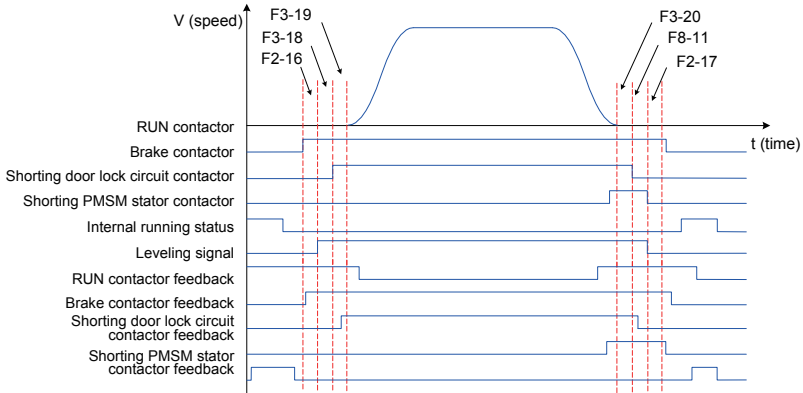 V (speed)
F3-19
F3-18
F2-16
F3-20
F8-11
F2-17
RUN contactor
t (time)
Brake contactor
Shorting door lock circuit contactor
Shorting PMSM stator contactor
Internal running status
Leveling signal
RUN contactor feedback
Brake contactor feedback
Shorting door lock circuit
contactor feedback
Shorting PMSM stator
contactor feedback